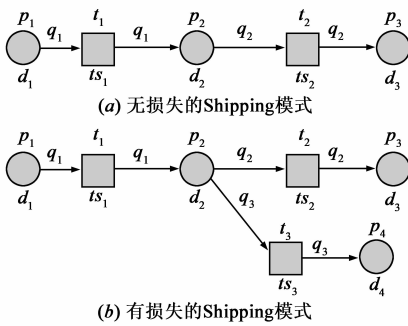 p₁ t₁ p₂ t₂ p₃
q₁ q₁ q₂ q₂
d₁ ts₁ d₂ ts₂ d₃
(a) 无损失的Shipping模式
p₁ t₁ p₂ t₂ p₃
q₁ q₁ q₂ q₂
d₁ ts₁ d₂ ts₂ d₃
q₃
t₃ q₃ p₄
ts₃ d₄
(b) 有损失的Shipping模式